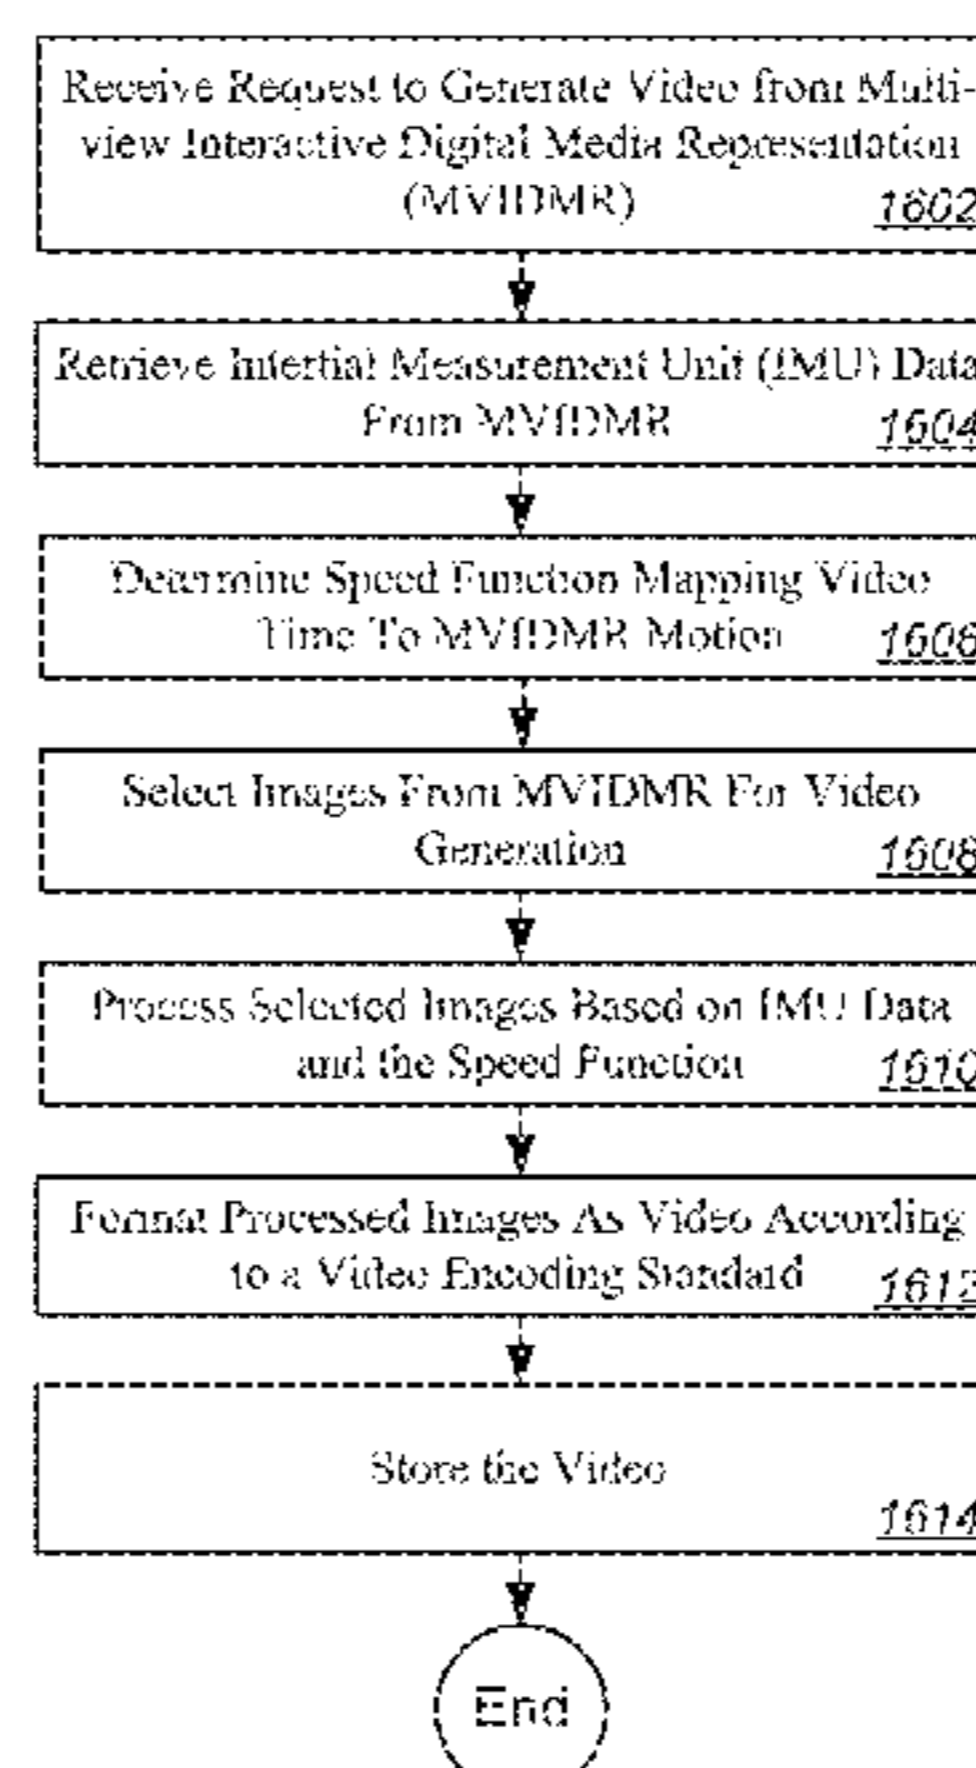 Receive Request to Generate Video from Multi-
view Interactive Digital Media Representation
(MVIDMR)
1602
Retrieve Intertial Measurement Unit (IMU) Data
From MVIDMR
1604
Determine Speed Function Mapping Video
Time To MVIDMR Motion
1606
Select Images From MVIDMR For Video
Generation
1608
Process Selected Images Based on IMU Data
and the Speed Function
1610
Format Processed Images As Video According
to a Video Encoding Standard
1612
Store the Video
1614
End